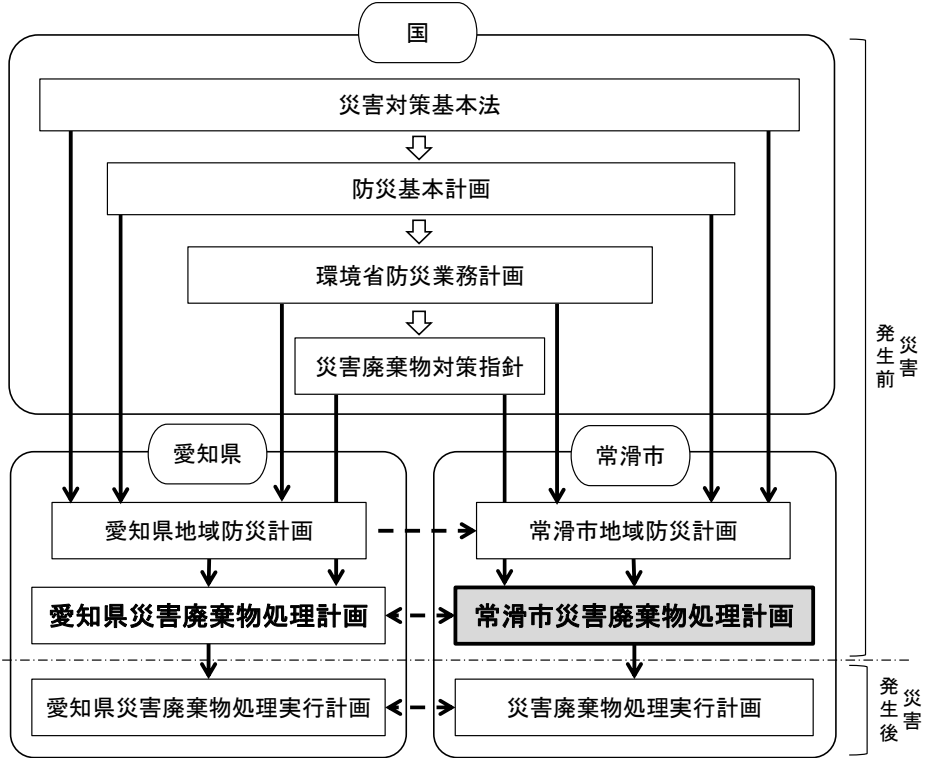 国
災害対策基本法
防災基本計画
環境省防災業務計画
災害廃棄物対策指針
災害
発生前
愛知県
常滑市
愛知県地域防災計画
常滑市地域防災計画
愛知県災害廃棄物処理計画
常滑市災害廃棄物処理計画
愛知県災害廃棄物処理実行計画
災害廃棄物処理実行計画
災害
発生後